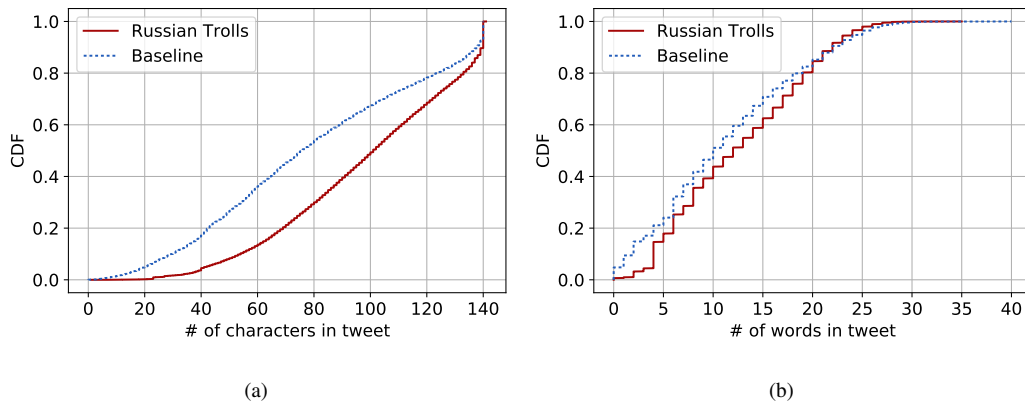 1.0
0.8
0.6
0.4
0.2
0.0
CDF
Russian Trolls
Baseline
0 20 40 60 80 100 120 140
# of characters in tweet
(a)
1.0
0.8
0.6
0.4
0.2
0.0
CDF
Russian Trolls
Baseline
0 5 10 15 20 25 30 35 40
# of words in tweet
(b)